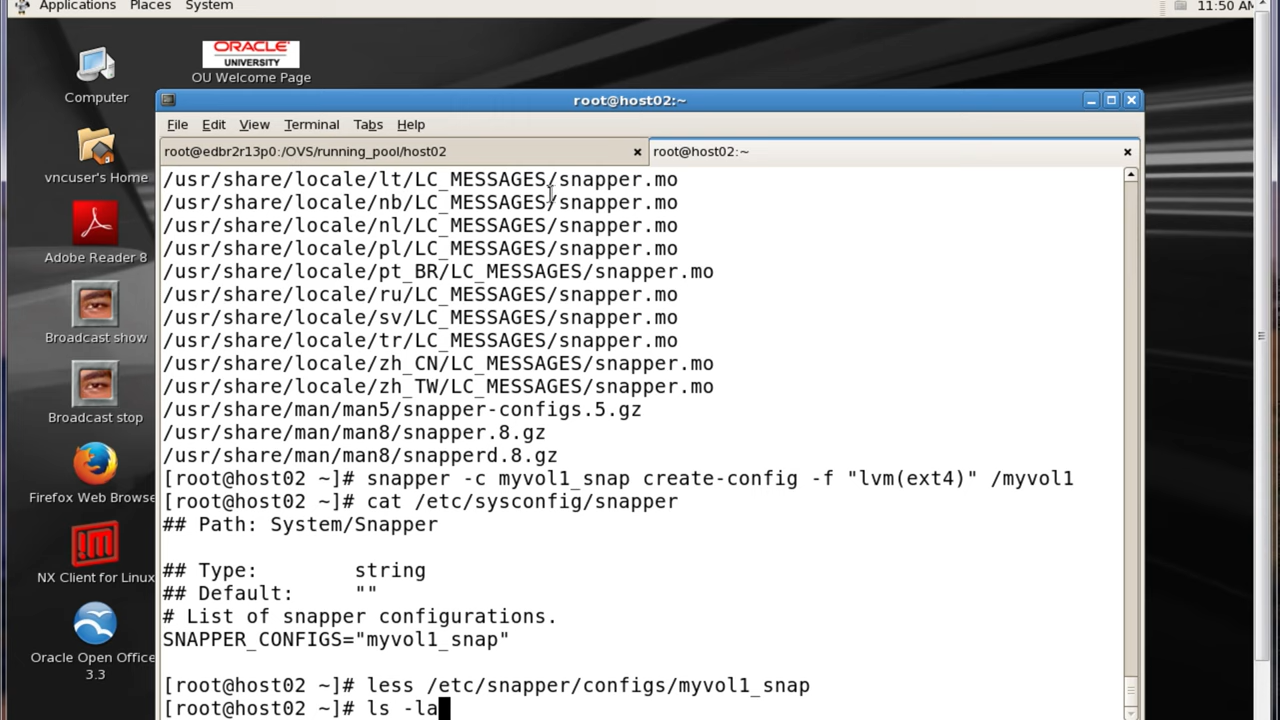 Applications Places System
11:50 AM
ORACLE
UNIVERSITY
OU Welcome Page
Computer
vncuser's Home
Adobe Reader 8
Broadcast show
Broadcast stop
Firefox Web Browse
NX Client for Linux
Oracle Open Office
3.3
root@host02:~
File Edit View Terminal Tabs Help
root@edbr2r13p0:/OVS/running_pool/host02
root@host02:~
/usr/share/locale/lt/LC_MESSAGES/snapper.mo
/usr/share/locale/nb/LC_MESSAGES/snapper.mo
/usr/share/locale/nl/LC_MESSAGES/snapper.mo
/usr/share/locale/pl/LC_MESSAGES/snapper.mo
/usr/share/locale/pt_BR/LC_MESSAGES/snapper.mo
/usr/share/locale/ru/LC_MESSAGES/snapper.mo
/usr/share/locale/sv/LC_MESSAGES/snapper.mo
/usr/share/locale/tr/LC_MESSAGES/snapper.mo
/usr/share/locale/zh_CN/LC_MESSAGES/snapper.mo
/usr/share/locale/zh_TW/LC_MESSAGES/snapper.mo
/usr/share/man/man5/snapper-configs.5.gz
/usr/share/man/man8/snapper.8.gz
/usr/share/man/man8/snapperd.8.gz
[root@host02 ~]# snapper -c myvol1_snap create-config -f "lvm(ext4)" /myvol1
[root@host02 ~]# cat /etc/sysconfig/snapper
## Path: System/Snapper
## Type:        string
## Default:     ""
# List of snapper configurations.
SNAPPER_CONFIGS="myvol1_snap"
[root@host02 ~]# less /etc/snapper/configs/myvol1_snap
[root@host02 ~]# ls -la